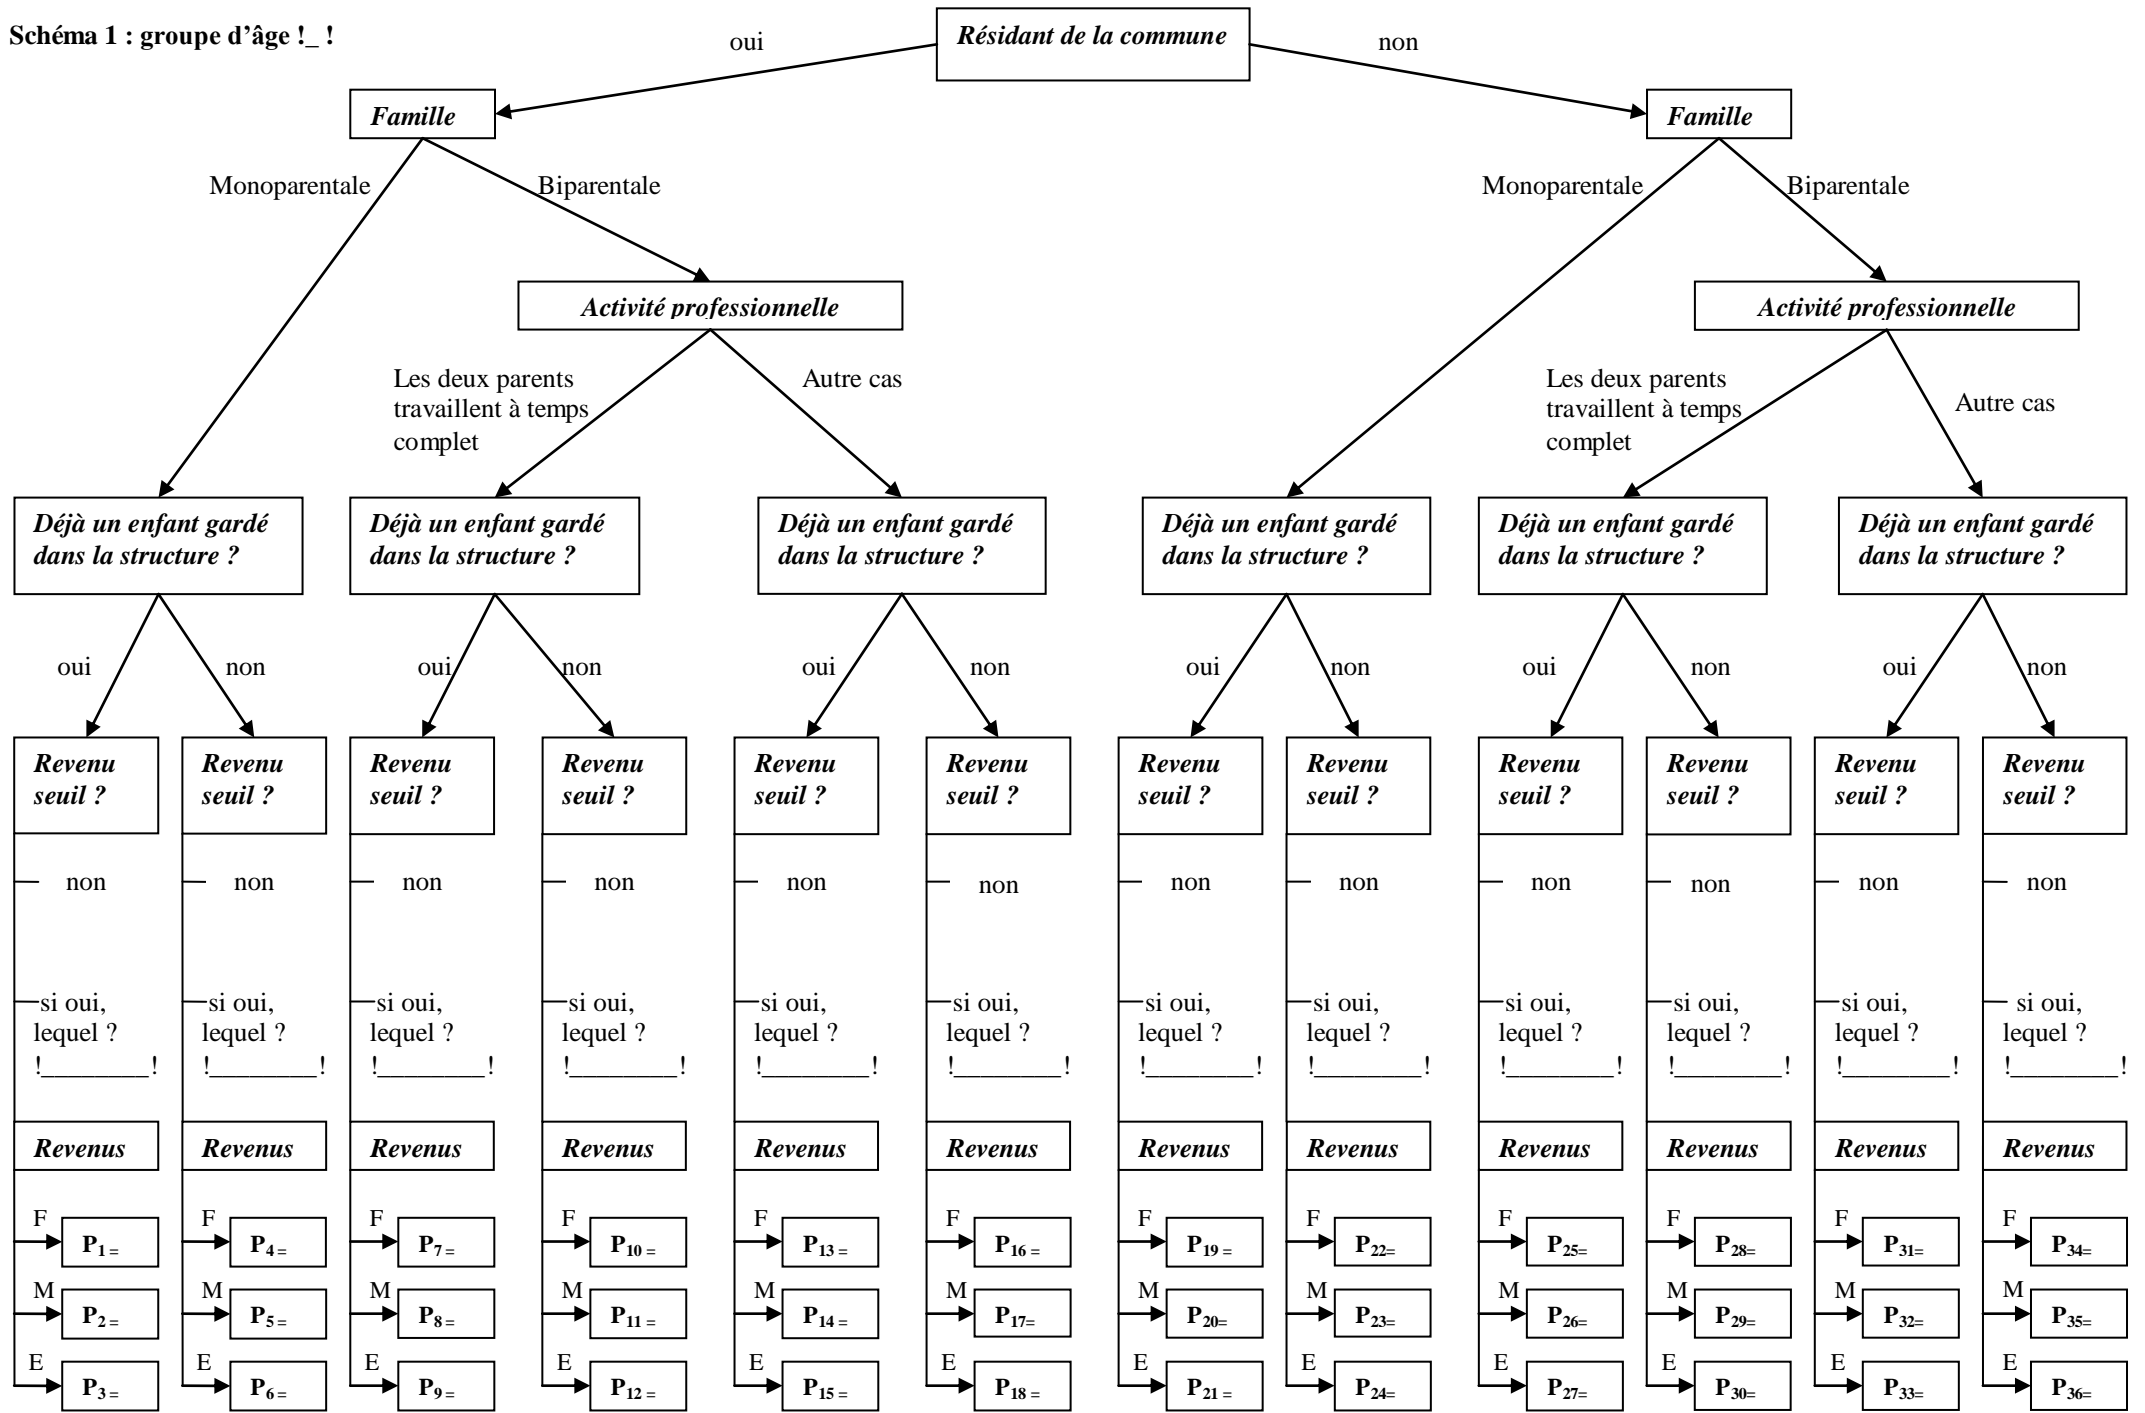 Schéma 1 : groupe d’âge !_ !
oui
Résidant de la commune
non
Famille
Famille
Monoparentale
Biparentale
Monoparentale
Biparentale
Activité professionnelle
Activité professionnelle
Les deux parents
travaillent à temps
complet
Autre cas
Les deux parents
travaillent à temps
complet
Autre cas
Déjà un enfant gardé
dans la structure ?
Déjà un enfant gardé
dans la structure ?
Déjà un enfant gardé
dans la structure ?
Déjà un enfant gardé
dans la structure ?
Déjà un enfant gardé
dans la structure ?
Déjà un enfant gardé
dans la structure ?
oui non oui non oui non oui non oui non oui non
Revenu
seuil ?
Revenu
seuil ?
Revenu
seuil ?
Revenu
seuil ?
Revenu
seuil ?
Revenu
seuil ?
Revenu
seuil ?
Revenu
seuil ?
Revenu
seuil ?
Revenu
seuil ?
Revenu
seuil ?
Revenu
seuil ?
non non non non non non non non non non non non
si oui,
lequel ?
!________!
si oui,
lequel ?
!________!
si oui,
lequel ?
!________!
si oui,
lequel ?
!________!
si oui,
lequel ?
!________!
si oui,
lequel ?
!________!
si oui,
lequel ?
!________!
si oui,
lequel ?
!________!
si oui,
lequel ?
!________!
si oui,
lequel ?
!________!
si oui,
lequel ?
!________!
si oui,
lequel ?
!________!
Revenus Revenus Revenus Revenus Revenus Revenus Revenus Revenus Revenus Revenus Revenus Revenus
F P1 = F P4 = F P7 = F P10 = F P13 = F P16 = F P19 = F P22= F P25= F P28= F P31= F P34=
M P2 = M P5 = M P8 = M P11 = M P14 = M P17= M P20= M P23= M P26= M P29= M P32= M P35=
E P3 = E P6 = E P9 = E P12 = E P15 = E P18 = E P21 = E P24= E P27= E P30= E P33= E P36=